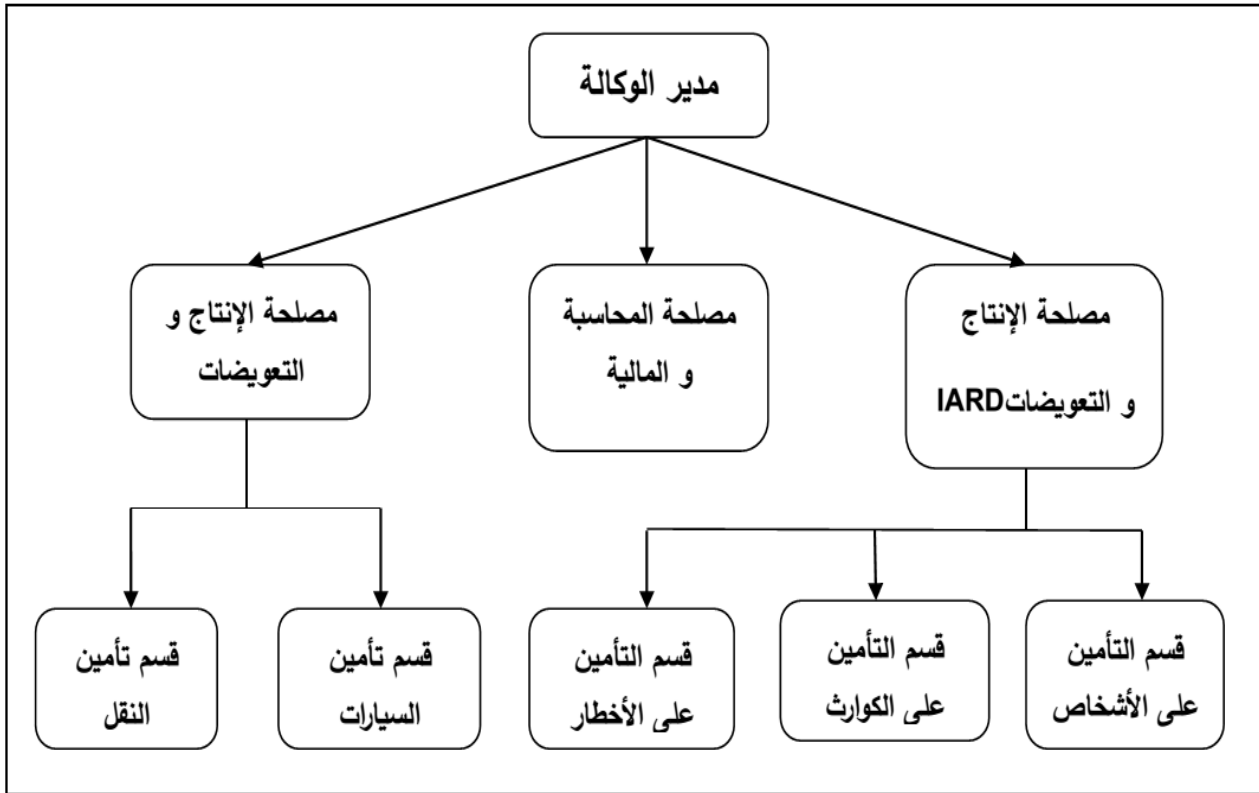 مدير الوكالة
مصلحة الإنتاج
و التعويضاتIARD
مصلحة المحاسبة
و المالية
مصلحة الإنتاج و
التعويضات
قسم التأمين
على الأشخاص
قسم التأمين
على الكوارث
قسم التأمين
على الأخطار
قسم تأمين
السيارات
قسم تأمين
النقل